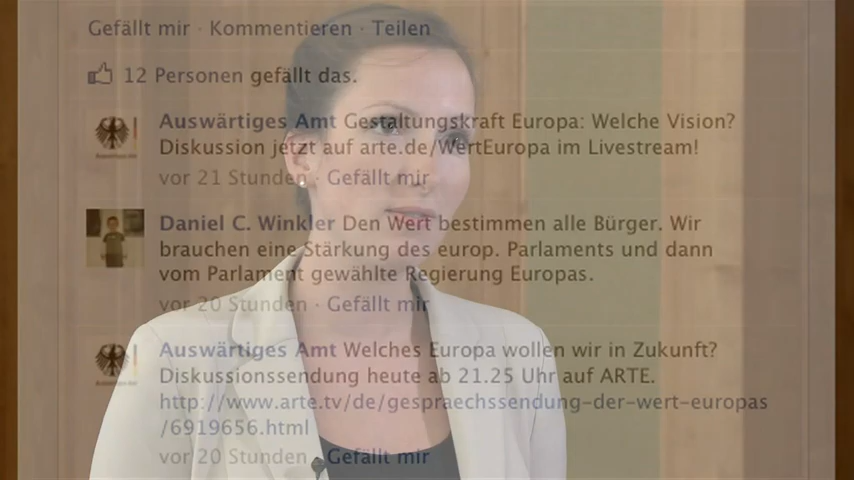 Gefällt mir · Kommentieren · Teilen
12 Personen gefällt das.
Auswärtiges Amt Gestaltungskraft Europa: Welche Vision?
Diskussion jetzt auf arte.de/WertEuropa im Livestream!
vor 21 Stunden · Gefällt mir
Daniel C. Winkler Den Wert bestimmen alle Bürger. Wir
brauchen eine Stärkung des europ. Parlaments und dann
vom Parlament gewählte Regierung Europas.
vor 20 Stunden · Gefällt mir
Auswärtiges Amt Welches Europa wollen wir in Zukunft?
Diskussionssendung heute ab 21.25 Uhr auf ARTE.
http://www.arte.tv/de/gespraechssendung-der-wert-europas
/6919656.html
vor 20 Stunden · Gefällt mir